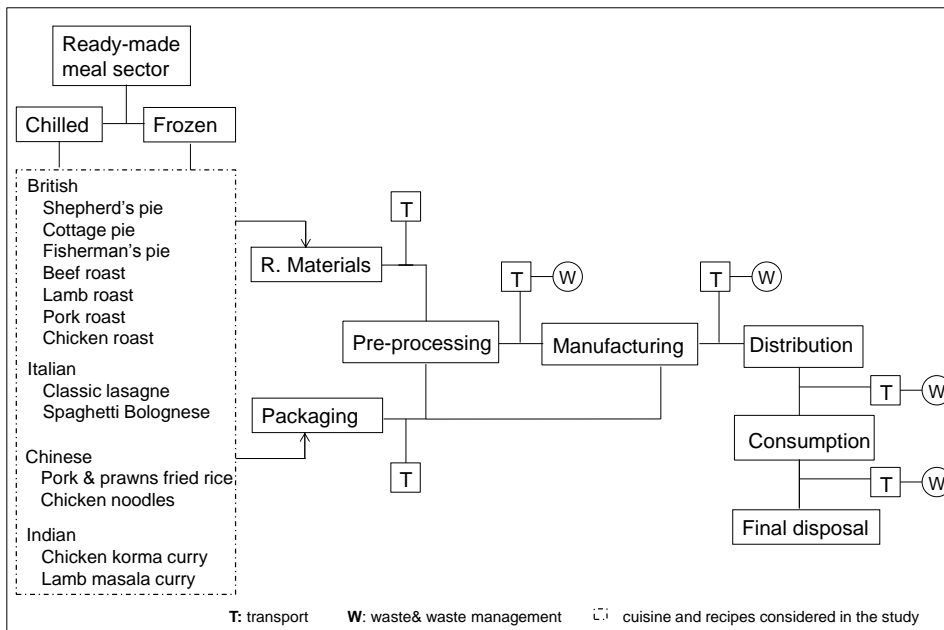 Ready-made
meal sector
Chilled
Frozen
British
Shepherd's pie
Cottage pie
Fisherman's pie
Beef roast
Lamb roast
Pork roast
Chicken roast
Italian
Classic lasagne
Spaghetti Bolognese
Chinese
Pork & prawns fried rice
Chicken noodles
Indian
Chicken korma curry
Lamb masala curry
T
R. Materials
T
W
T
W
Pre-processing
Manufacturing
Distribution
T
W
Packaging
Consumption
T
T
W
Final disposal
T: transport
W: waste& waste management
cuisine and recipes considered in the study